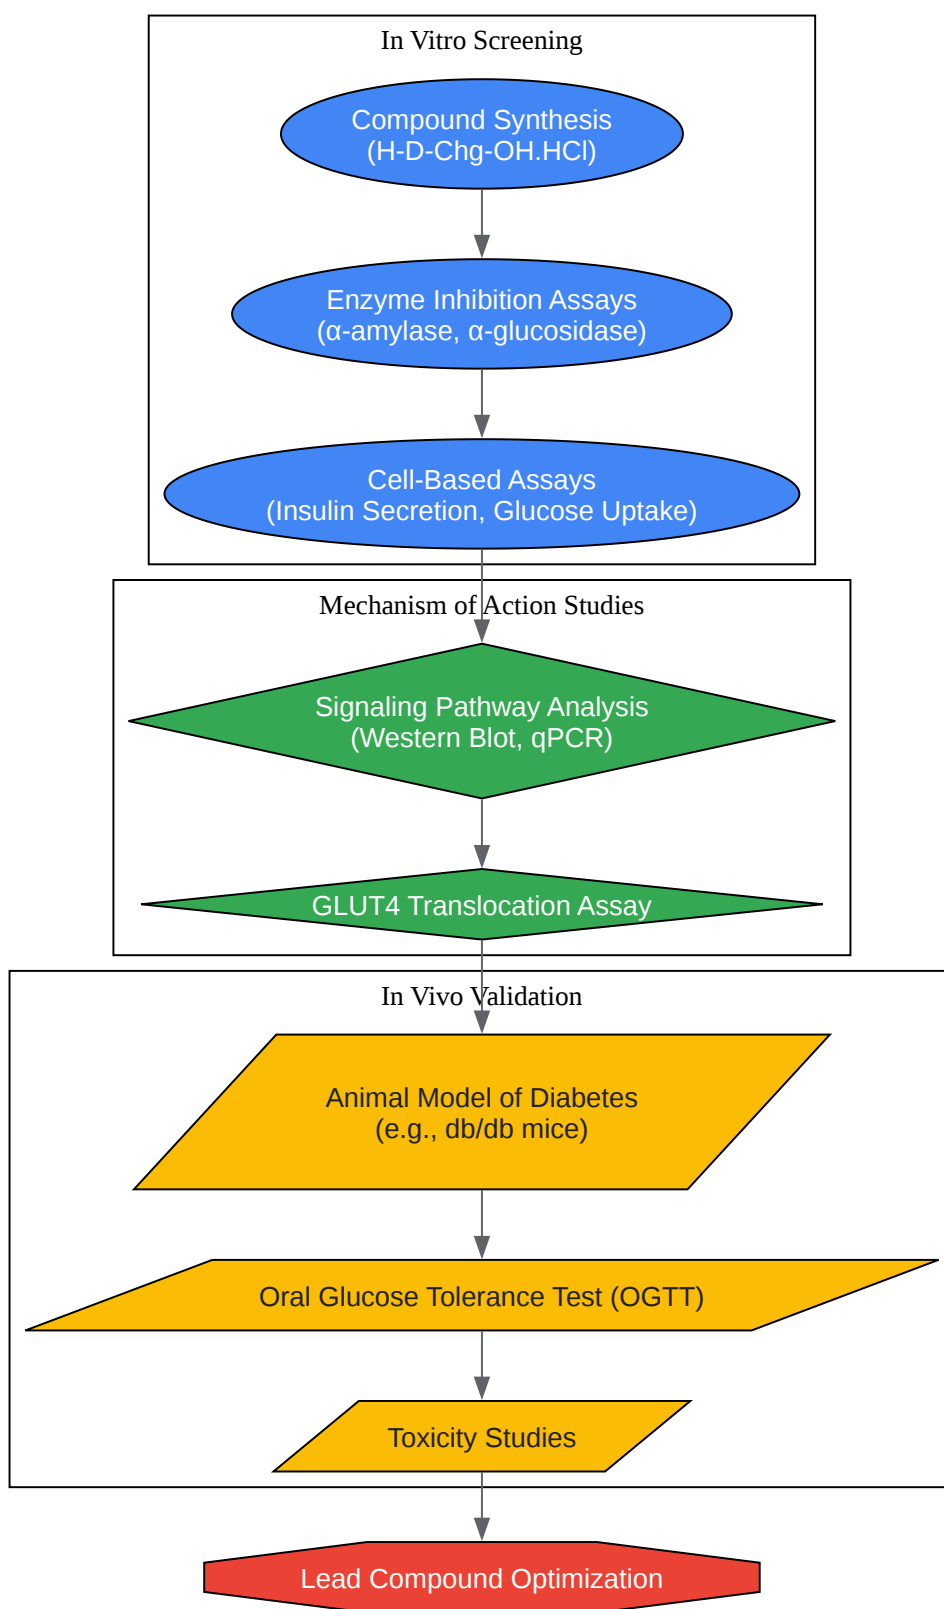 In Vitro Screening
Compound Synthesis
(H-D-Chg-OH.HCl)
Enzyme Inhibition Assays
(α-amylase, α-glucosidase)
Cell-Based Assays
(Insulin Secretion, Glucose Uptake)
Mechanism of Action Studies
Signaling Pathway Analysis
(Western Blot, qPCR)
GLUT4 Translocation Assay
In Vivo Validation
Animal Model of Diabetes
(e.g., db/db mice)
Oral Glucose Tolerance Test (OGTT)
Toxicity Studies
Lead Compound Optimization